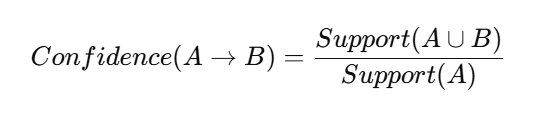 Confidence(A → B) = Support(A ∪ B) / Support(A)